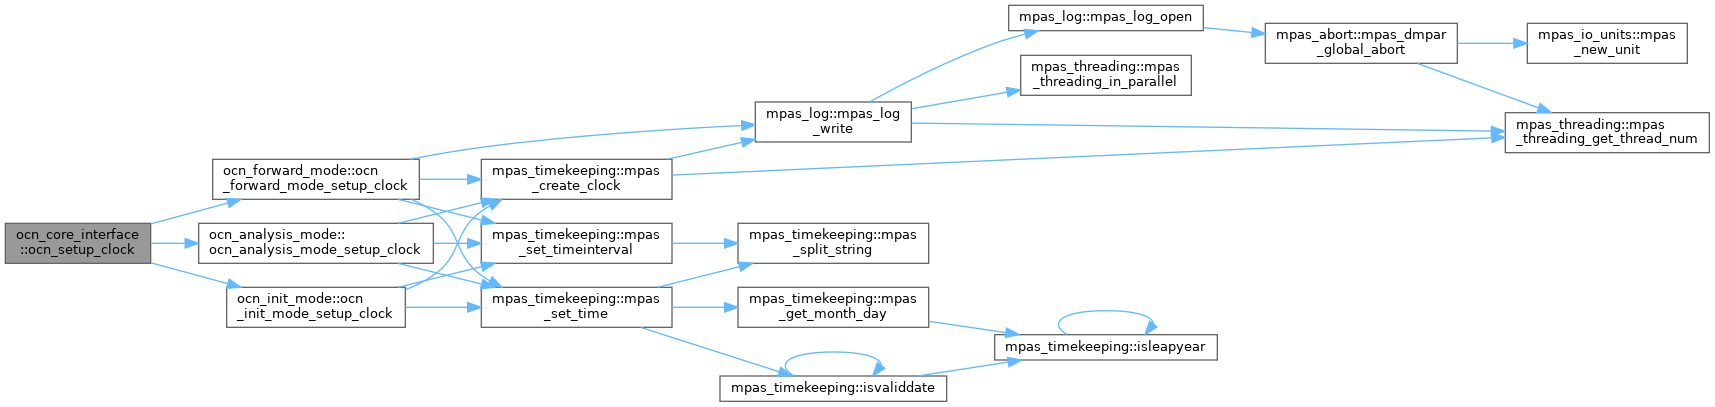 ocn_core_interface
::ocn_setup_clock
ocn_forward_mode::ocn
_forward_mode_setup_clock
ocn_analysis_mode::
ocn_analysis_mode_setup_clock
ocn_init_mode::ocn
_init_mode_setup_clock
mpas_timekeeping::mpas
_create_clock
mpas_timekeeping::mpas
_set_timeinterval
mpas_timekeeping::mpas
_set_time
mpas_log::mpas_log
_write
mpas_timekeeping::mpas
_split_string
mpas_timekeeping::mpas
_get_month_day
mpas_timekeeping::isvaliddate
mpas_log::mpas_log_open
mpas_threading::mpas
_threading_in_parallel
mpas_timekeeping::isleapyear
mpas_abort::mpas_dmpar
_global_abort
mpas_io_units::mpas
_new_unit
mpas_threading::mpas
_threading_get_thread_num